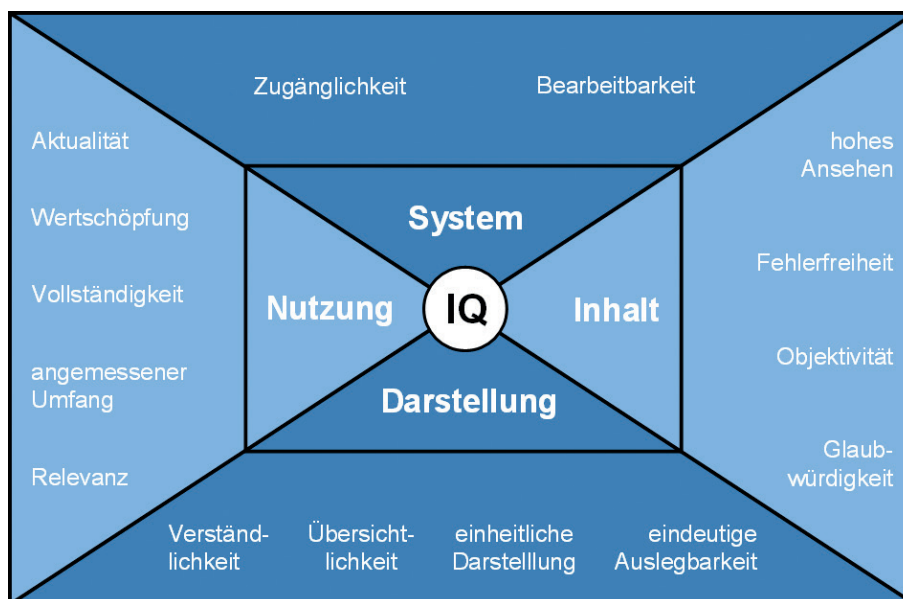 Zugänglichkeit
Bearbeitbarkeit
Aktualität
Wertschöpfung
Vollständigkeit
angemessener
Umfang
Relevanz
System
Nutzung
IQ
Inhalt
Darstellung
hohes
Ansehen
Fehlerfreiheit
Objektivität
Glaub-
würdigkeit
Verständ-
lichkeit
Übersicht-
lichkeit
einheitliche
Darstelllung
eindeutige
Auslegbarkeit